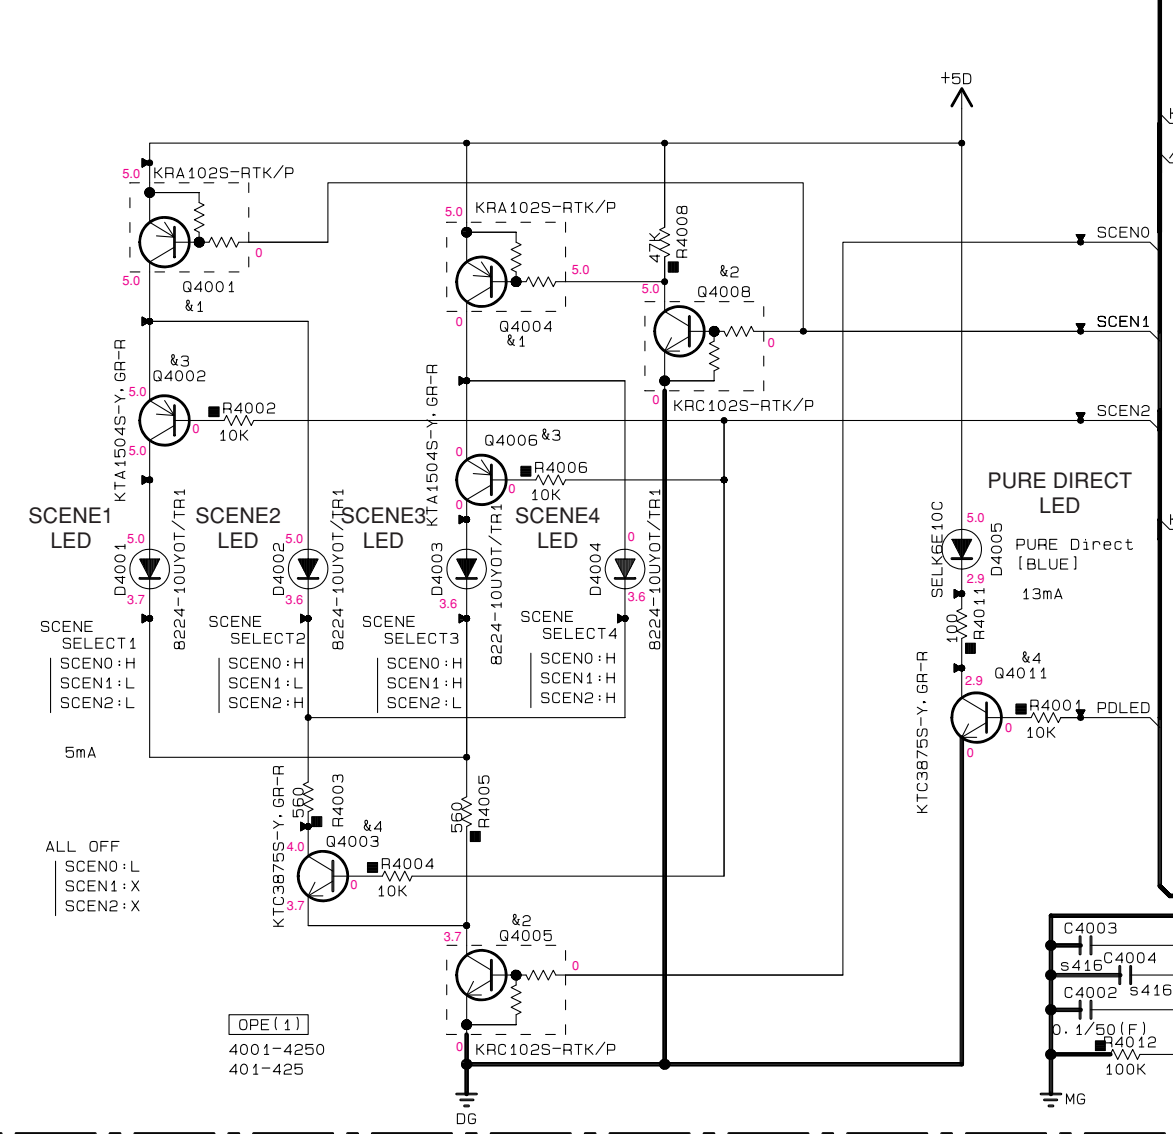 +5D
5.0
KRA102S-RTK/P
0
5.0
Q4001
&1
5.0
KRA102S-RTK/P
5.0
0
Q4004
&1
47K
R4008
5.0
&2
Q4008
0
0
KRC102S-RTK/P
SCEN0
SCEN1
SCEN2
&3
Q4002
5.0
0
5.0
R4002
10K
KTA1504S-Y,GR-R
KTA1504S-Y,GR-R
Q4006
&3
0
0
0
R4006
10K
SCENE1
LED
SCENE2
LED
SCENE3
LED
SCENE4
LED
PURE DIRECT
LED
5.0
D4001
3.7
8224-10UYOT/TR1
5.0
D4002
3.6
8224-10UYOT/TR1
D4003
3.6
8224-10UYOT/TR1
0
D4004
3.6
8224-10UYOT/TR1
SELK6E10C
5.0
D4005
2.9
PURE Direct
[BLUE]
13mA
100
R4011
SCENE
SELECT1
SCEN0:H
SCEN1:L
SCEN2:L
SCENE
SELECT2
SCEN0:H
SCEN1:L
SCEN2:H
SCENE
SELECT3
SCEN0:H
SCEN1:H
SCEN2:L
SCENE
SELECT4
SCEN0:H
SCEN1:H
SCEN2:H
&4
Q4011
2.9
0
0
R4001
10K
PDLED
KTC3875S-Y,GR-R
5mA
560
R4003
560
R4005
KTC3875S-Y,GR-R
&4
Q4003
4.0
0
3.7
R4004
10K
ALL OFF
SCEN0:L
SCEN1:X
SCEN2:X
3.7
&2
Q4005
0
0
KRC102S-RTK/P
C4003
s416
C4004
s416
C4002
0.1/50(F)
R4012
100K
MG
OPE(1)
4001-4250
401-425
DG